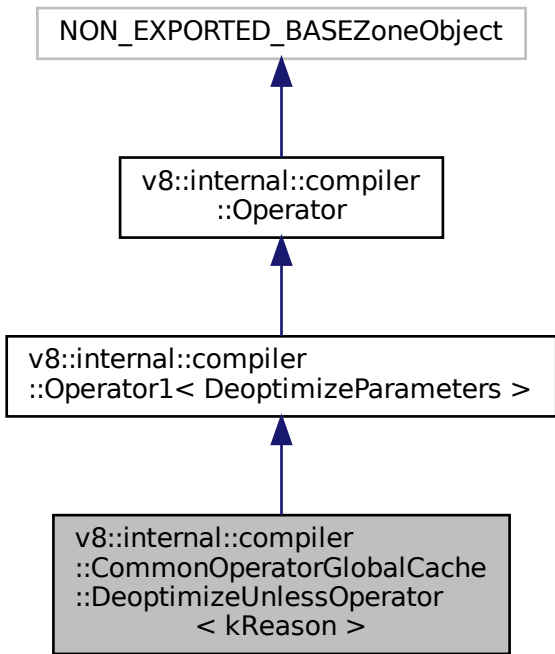 NON_EXPORTED_BASEZoneObject
v8::internal::compiler
::Operator
v8::internal::compiler
::Operator1< DeoptimizeParameters >
v8::internal::compiler
::CommonOperatorGlobalCache
::DeoptimizeUnlessOperator
< kReason >